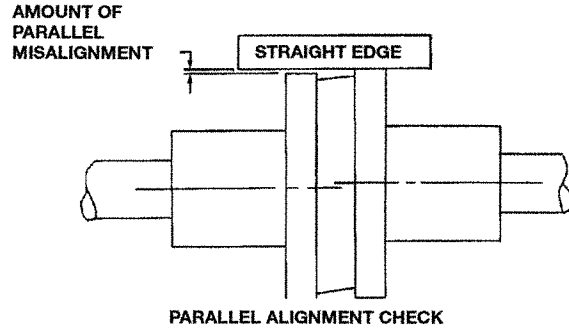 AMOUNT OF
PARALLEL
MISALIGNMENT
STRAIGHT EDGE
PARALLEL ALIGNMENT CHECK